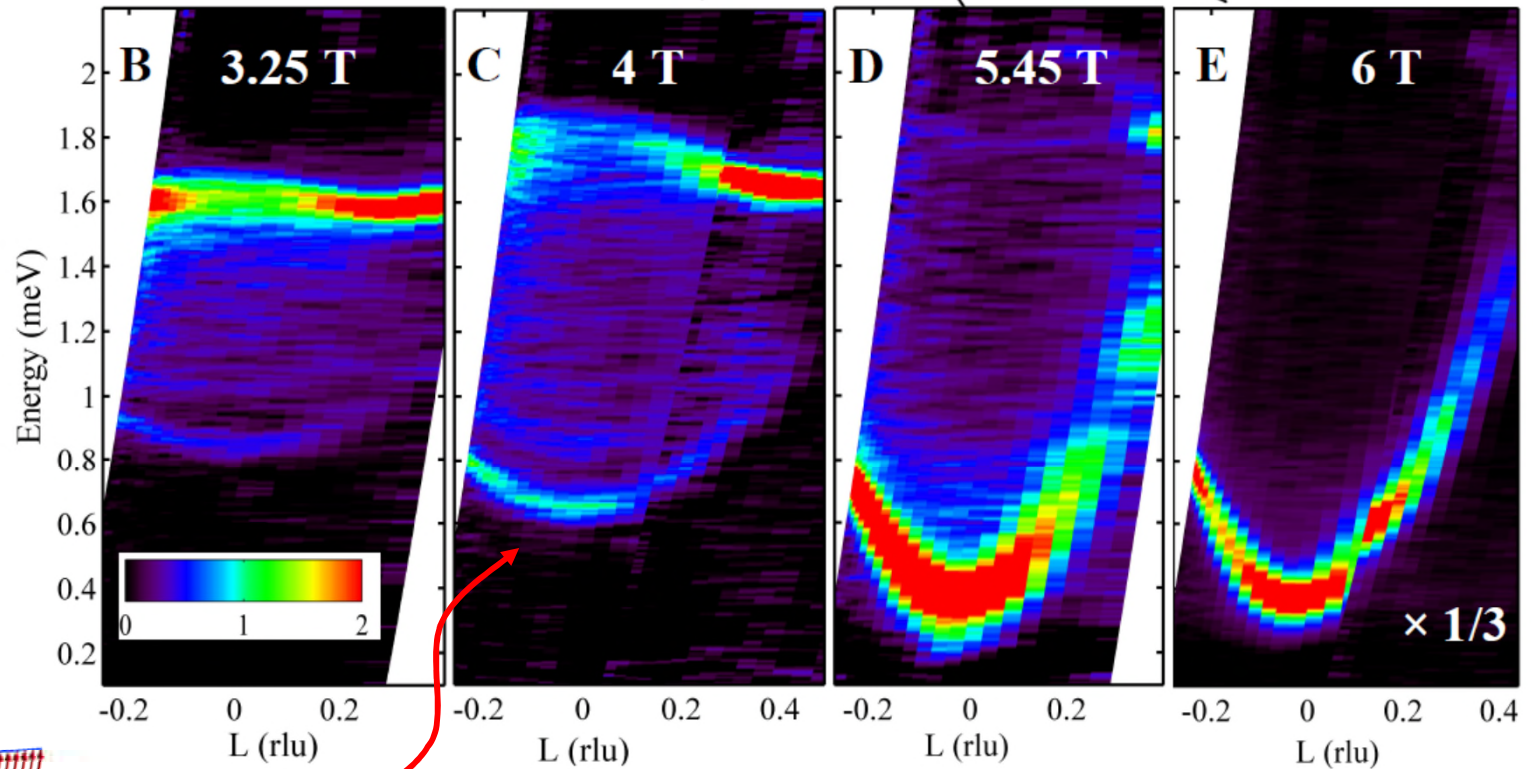 B 3.25 T
C 4 T
D 5.45 T
E 6 T
2
1.8
1.6
1.4
1.2
1
0.8
0.6
0.4
0.2
Energy (meV)
0 1 2
× 1/3
-0.2 0 0.2
-0.2 0 0.2 0.4
-0.2 0 0.2
-0.2 0 0.2 0.4
L (rlu)
L (rlu)
L (rlu)
L (rlu)